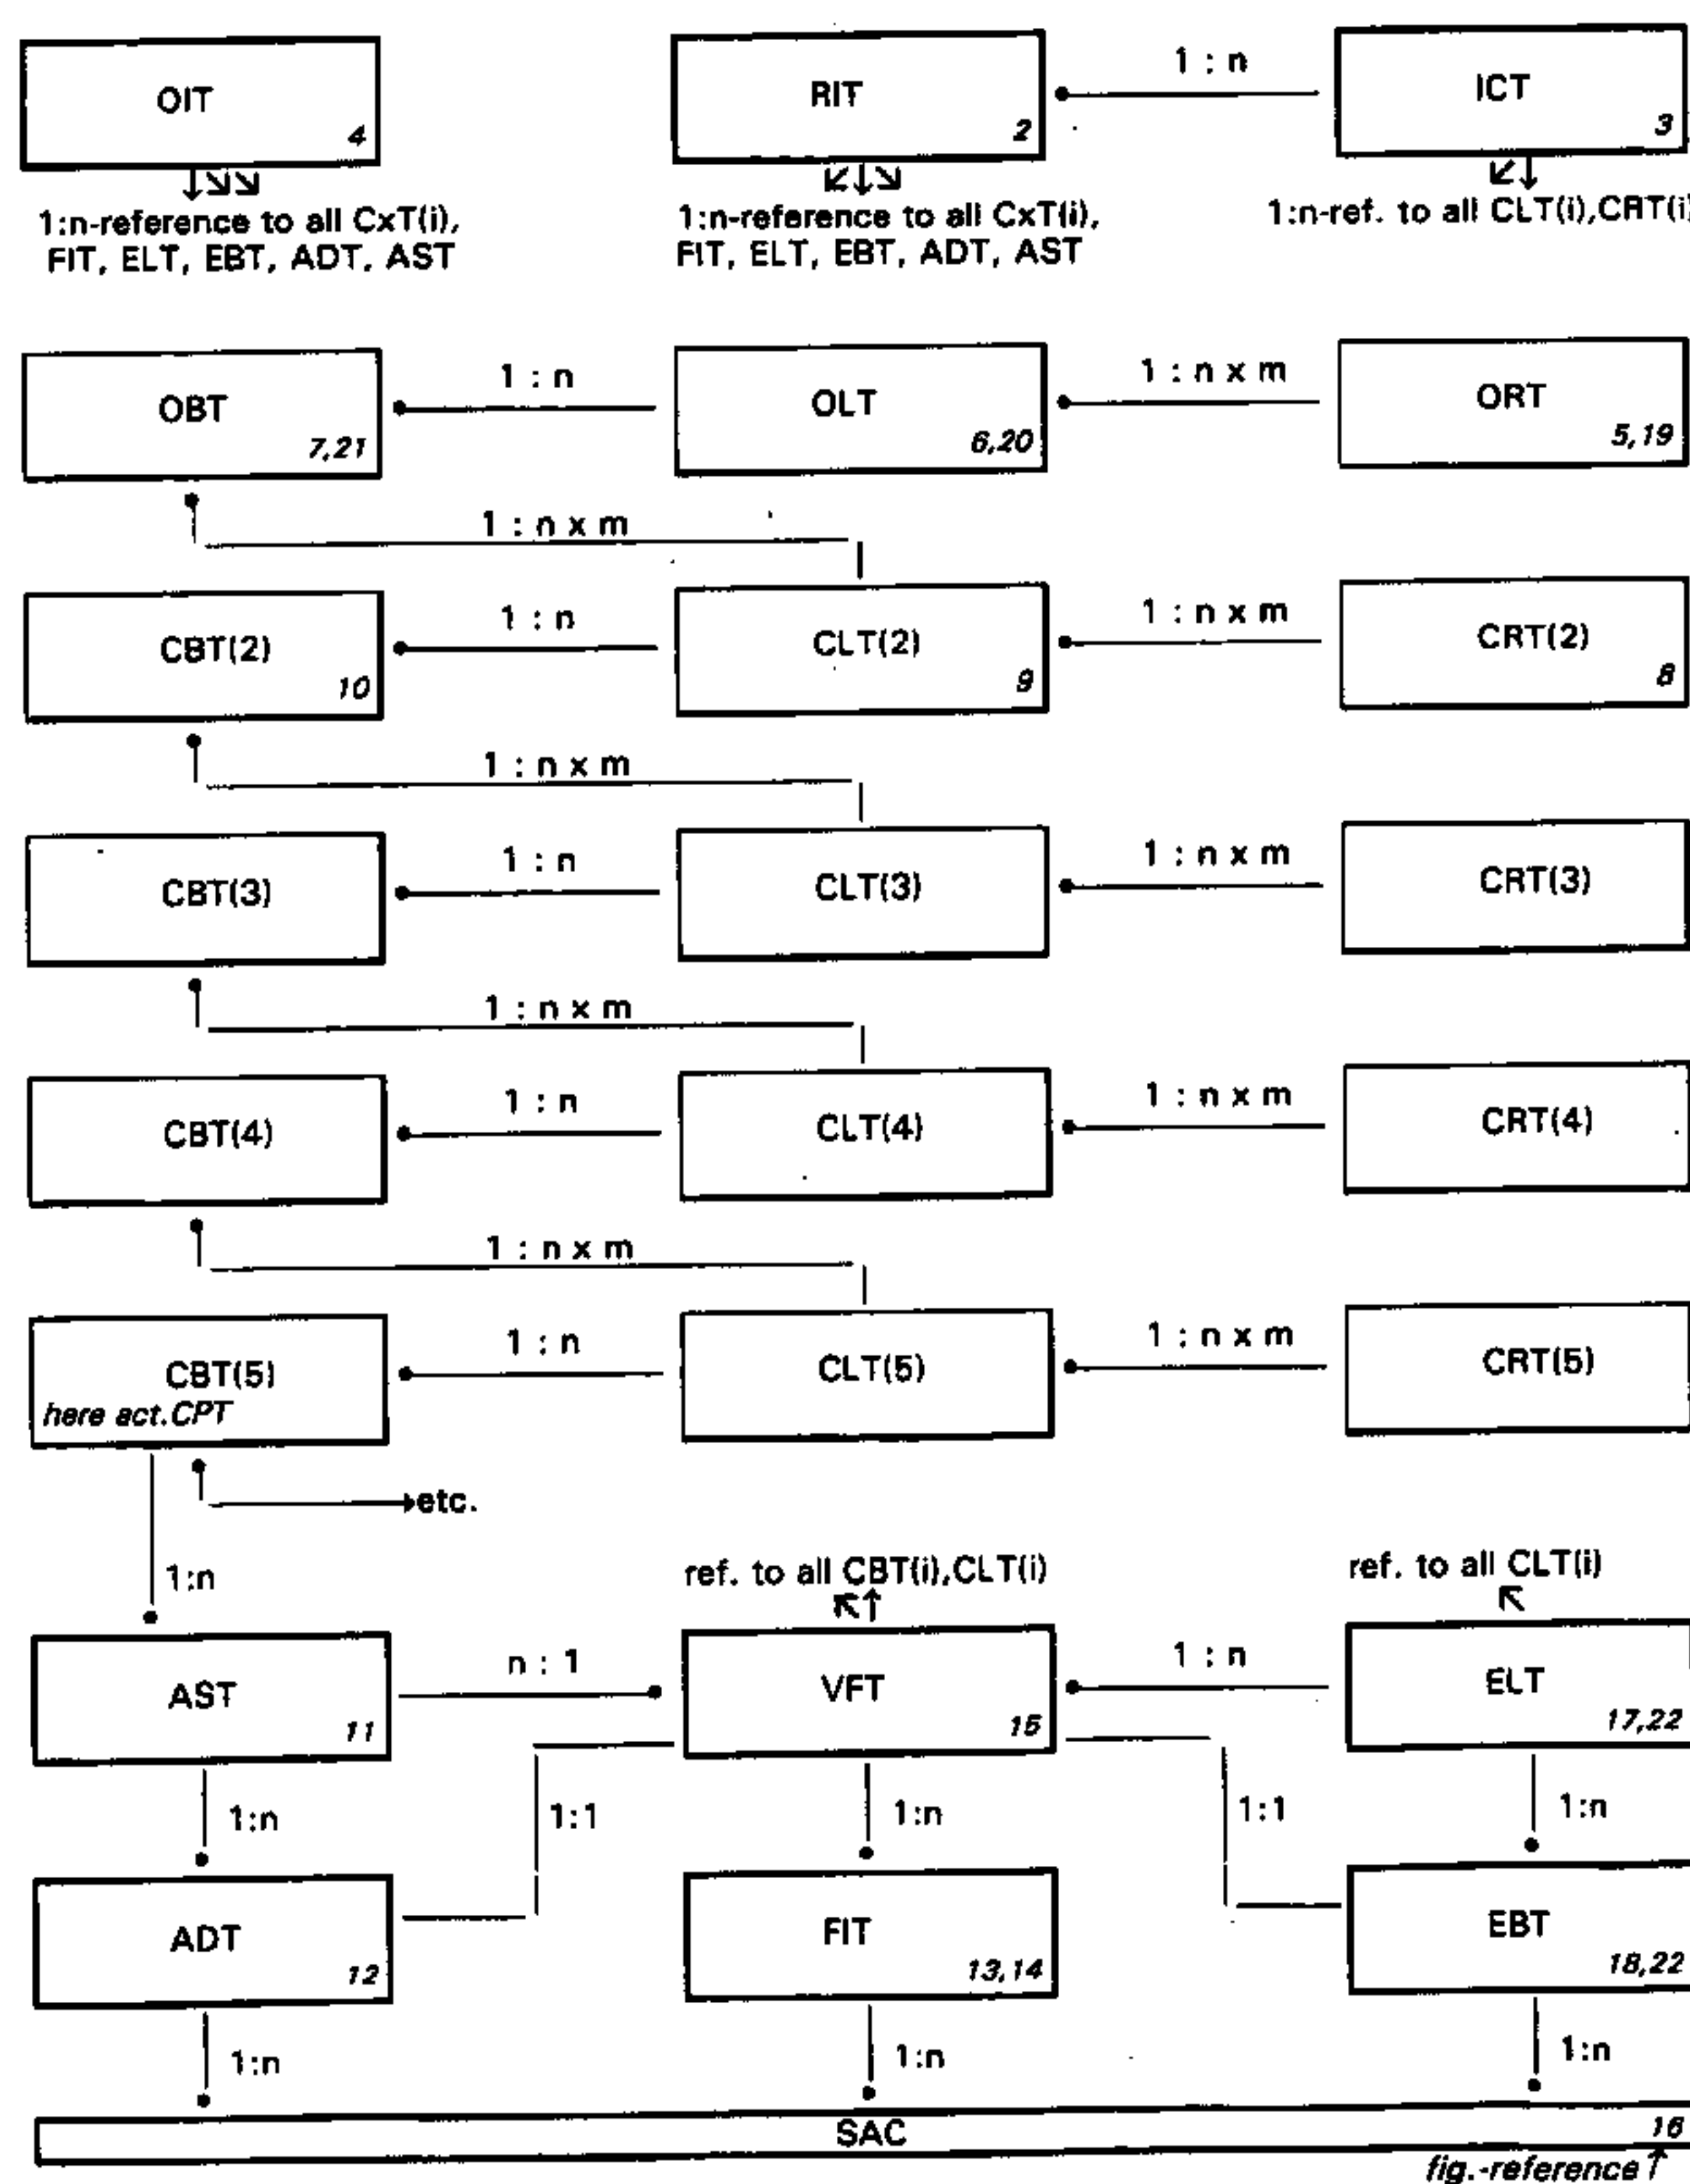 OIT
4
RIT
2
1 : n
ICT
3
1:n-reference to all CxT(i),
FIT, ELT, EBT, ADT, AST
1:n-reference to all CxT(i),
FIT, ELT, EBT, ADT, AST
1:n-ref. to all CLT(i),CRT(i)
OBT
7,21
1 : n
OLT
6,20
1 : n x m
ORT
5,19
1 : n x m
CBT(2)
10
1 : n
CLT(2)
9
1 : n x m
CRT(2)
8
1 : n x m
CBT(3)
1 : n
CLT(3)
1 : n x m
CRT(3)
1 : n x m
CBT(4)
1 : n
CLT(4)
1 : n x m
CRT(4)
1 : n x m
CBT(5)
here act.CPT
1 : n
CLT(5)
1 : n x m
CRT(5)
etc.
1:n
ref. to all CBT(i),CLT(i)
ref. to all CLT(i)
AST
11
n : 1
VFT
15
1 : n
ELT
17,22
1:n
1:1
1:n
1:1
1:n
ADT
12
FIT
13,14
EBT
18,22
1:n
1:n
1:n
SAC
16
fig.-reference